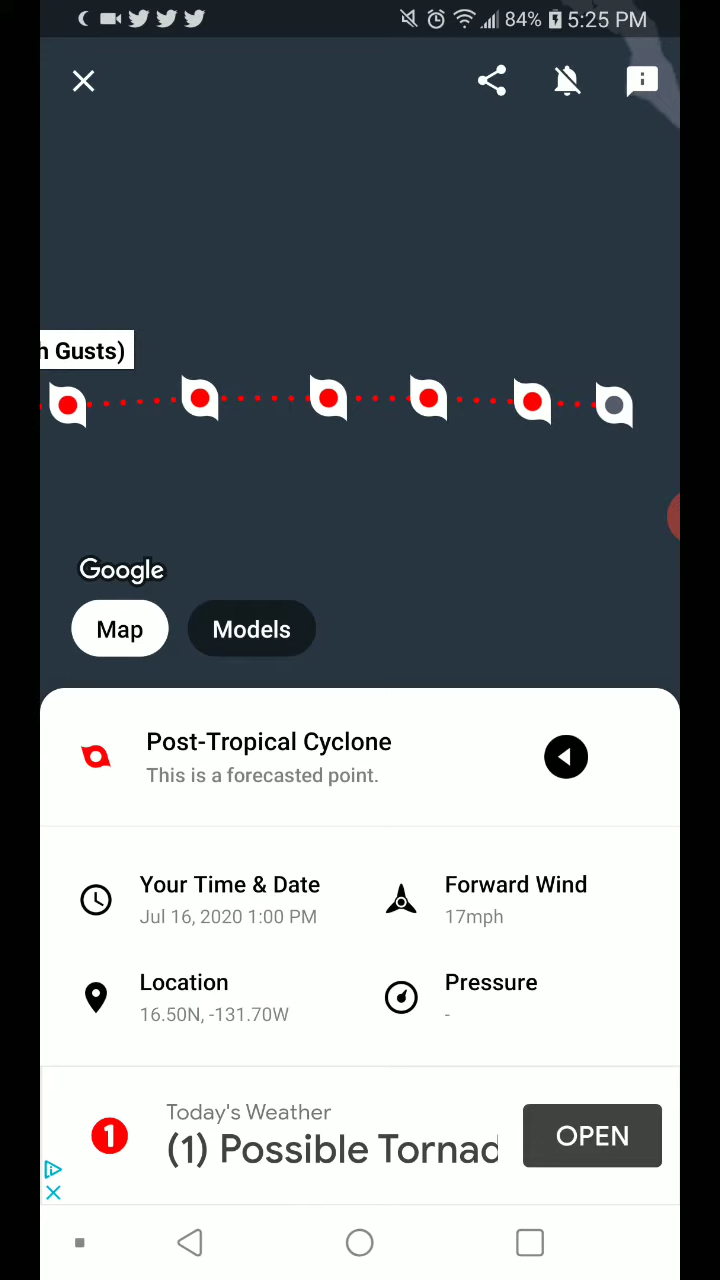 84% 5:25 PM
h Gusts)
Google
Map Models
Post-Tropical Cyclone
This is a forecasted point.
Your Time & Date
Jul 16, 2020 1:00 PM
Forward Wind
17mph
Location
16.50N, -131.70W
Pressure
-
1
Today's Weather
(1) Possible Tornad
OPEN